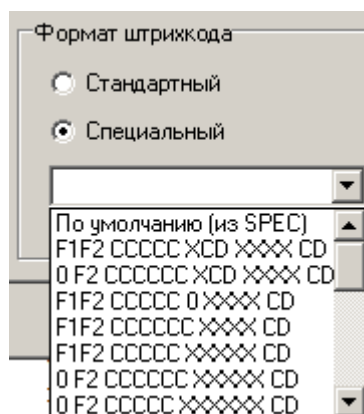 Формат штрихкода
Стандартный
Специальный
По умолчанию (из SPEC)
F1F2 CCCCC XCD XXXX CD
0 F2 CCCCCC XCD XXXX CD
F1F2 CCCCC 0 XXXX CD
F1F2 CCCCCC XXXX CD
F1F2 CCCCC XXXXX CD
0 F2 CCCCCC XXXXX CD
0 F2 CCCCC XXXXXX CD